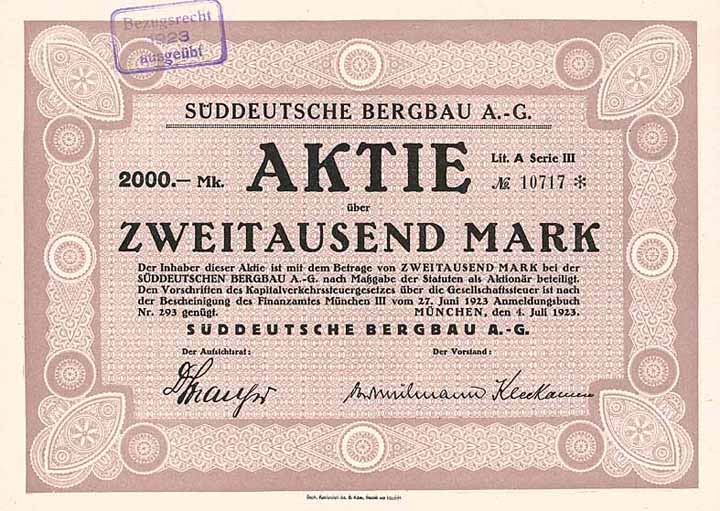 Bezugsrecht
1923
ausgeübt
SÜDDEUTSCHE BERGBAU A.-G.
2000.— Mk. AKTIE Lit. A Serie III
№ 10717 *
über
ZWEITAUSEND MARK
Der Inhaber dieser Aktie ist mit dem Betrage von ZWEITAUSEND MARK bei der
SÜDDEUTSCHEN BERGBAU A.-G. nach Maßgabe der Statuten als Aktionär beteiligt.
Den Vorschriften des Kapitalverkehrssteuergesetzes über die Gesellschaftssteuer ist nach
der Bescheinigung des Finanzamtes München III vom 27. Juni 1923 Anmeldungsbuch
Nr. 293 genügt. MÜNCHEN, den 4. Juli 1923.
SÜDDEUTSCHE BERGBAU A.-G.
Der Aufsichtsrat: Der Vorstand: